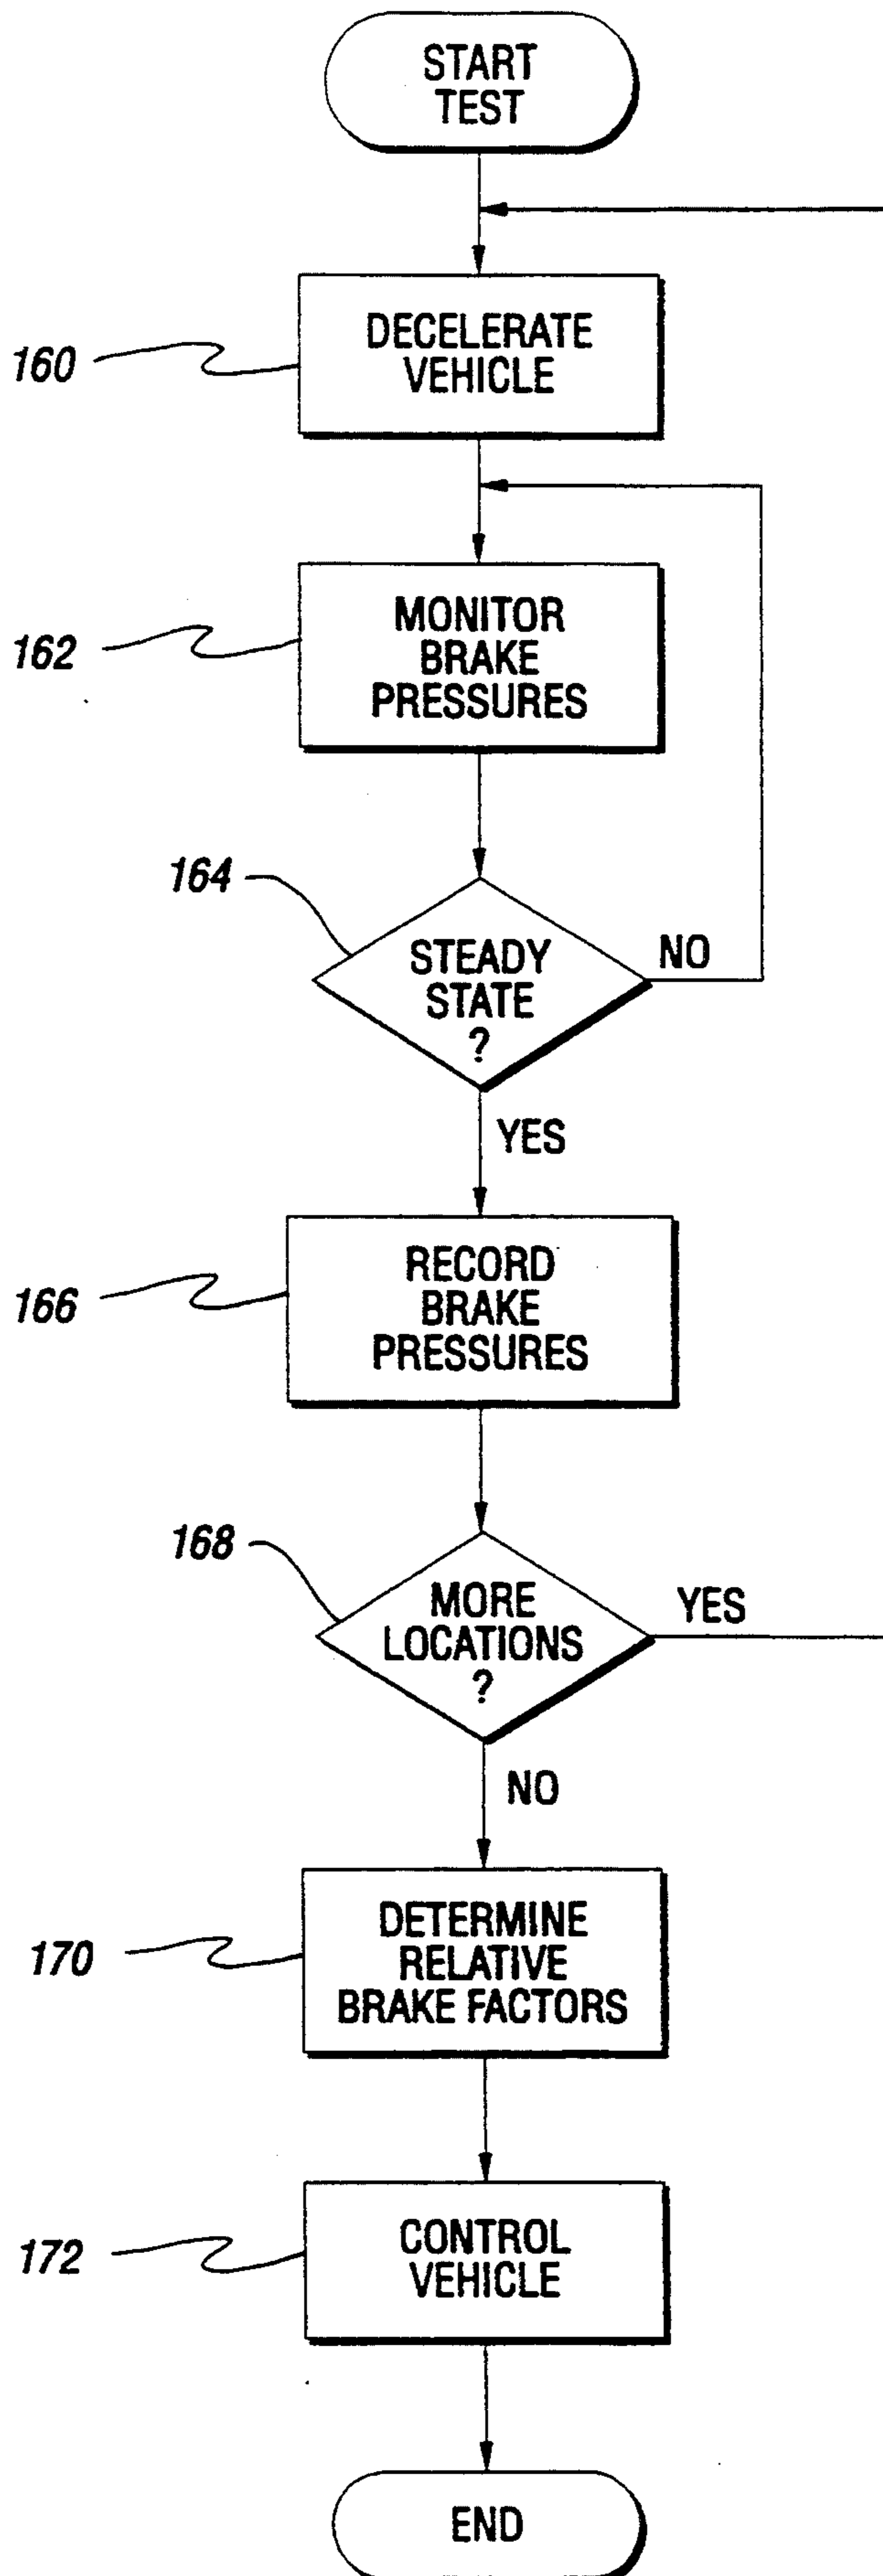 START
TEST
160
DECELERATE
VEHICLE
162
MONITOR
BRAKE
PRESSURES
164
STEADY
STATE
?
NO
YES
166
RECORD
BRAKE
PRESSURES
168
MORE
LOCATIONS
?
YES
NO
170
DETERMINE
RELATIVE
BRAKE FACTORS
172
CONTROL
VEHICLE
END